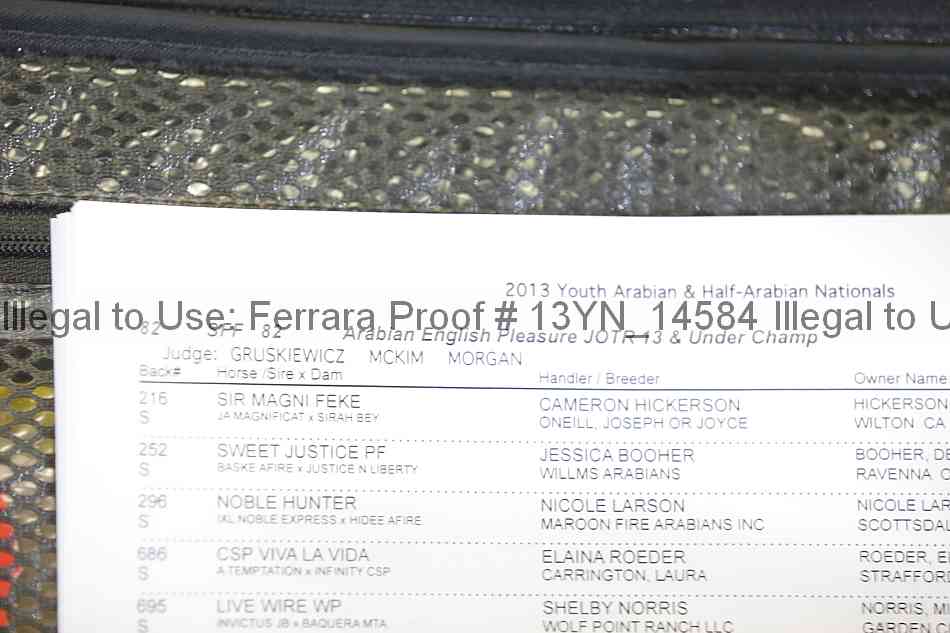 2013 Youth Arabian & Half-Arabian Nationals
Illegal to Use: Ferrara Proof # 13YN_14584 Illegal to U
82 SPF 82 Arabian English Pleasure JOTR 13 & Under Champ
Judge: GRUSKIEWICZ MCKIM MORGAN
Back# Horse /Sire x Dam Handler / Breeder Owner Name
216 SIR MAGNI FEKE CAMERON HICKERSON HICKERSON
S JA MAGNIFICAT x SIRAH BEY ONEILL, JOSEPH OR JOYCE WILTON CA
252 SWEET JUSTICE PF JESSICA BOOHER BOOHER, DE
S BASKE AFIRE x JUSTICE N LIBERTY WILLMS ARABIANS RAVENNA O
296 NOBLE HUNTER NICOLE LARSON NICOLE LAR
S IXL NOBLE EXPRESS x HIDEE AFIRE MAROON FIRE ARABIANS INC SCOTTSDAL
686 CSP VIVA LA VIDA ELAINA ROEDER ROEDER, E
S A TEMPTATION x INFINITY CSP CARRINGTON, LAURA STRAFFORD
695 LIVE WIRE WP SHELBY NORRIS NORRIS, MI
S INVICTUS JB x BAQUERA MTA WOLF POINT RANCH LLC GARDEN C